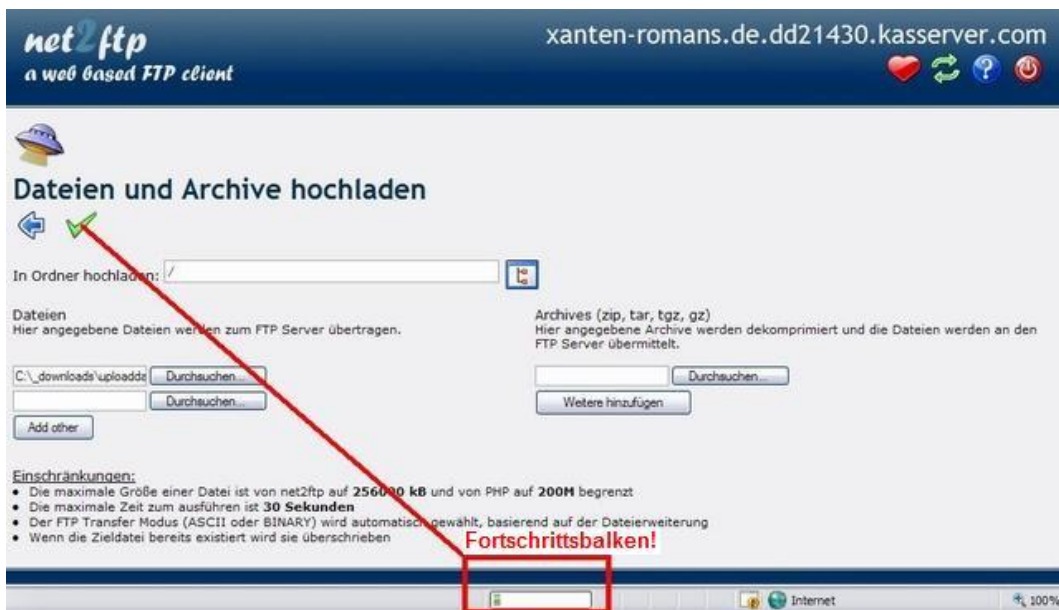 net2ftp
a web based FTP client
xanten-romans.de.dd21430.kasserver.com
Dateien und Archive hochladen
In Ordner hochladen: /
Dateien
Hier angegebene Dateien werden zum FTP Server übertragen.
C:\_downloads\uploadda Durchsuchen...
Durchsuchen...
Add other
Archives (zip, tar, tgz, gz)
Hier angegebene Archive werden dekomprimiert und die Dateien werden an den
FTP Server übermittelt.
Durchsuchen...
Weitere hinzufügen
Einschränkungen:
• Die maximale Größe einer Datei ist von net2ftp auf 256000 kB und von PHP auf 200M begrenzt
• Die maximale Zeit zum ausführen ist 30 Sekunden
• Der FTP Transfer Modus (ASCII oder BINARY) wird automatisch gewählt, basierend auf der Dateierweiterung
• Wenn die Zieldatei bereits existiert wird sie überschrieben
Fortschrittsbalken!
Internet
100%